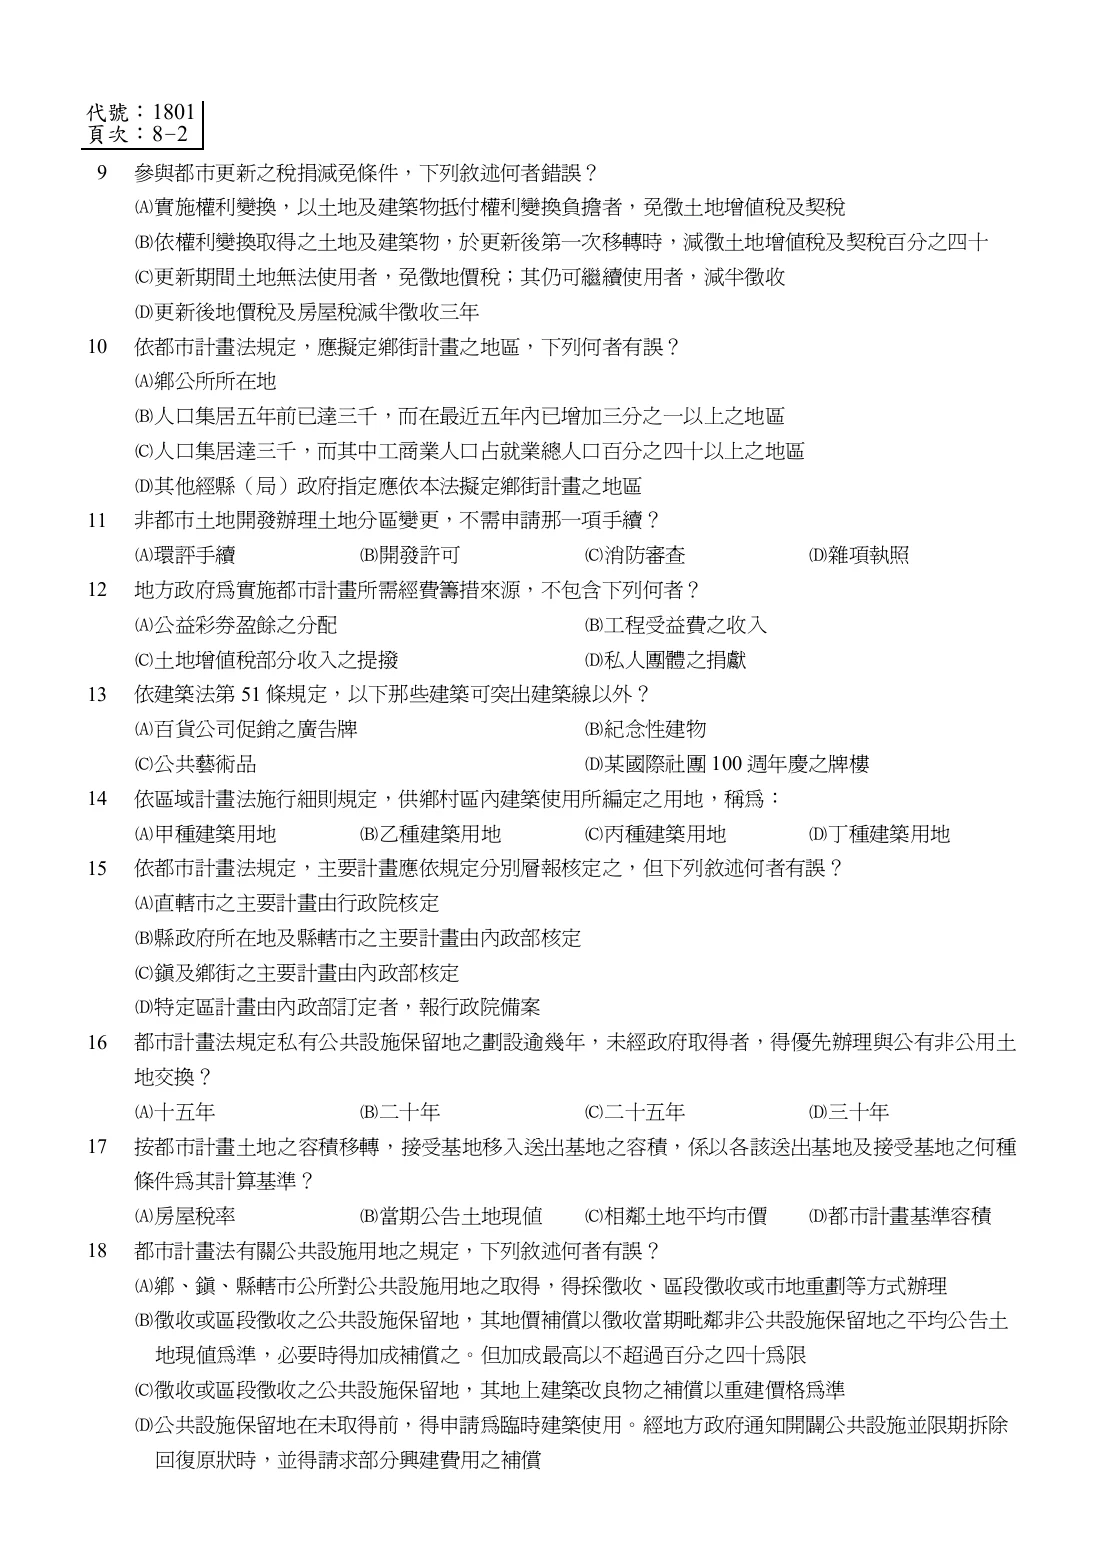 代號：1801
頁次：8-2
9 參與都市更新之稅捐減免條件，下列敘述何者錯誤？
(A)實施權利變換，以土地及建築物抵付權利變換負擔者，免徵土地增值稅及契稅
(B)依權利變換取得之土地及建築物，於更新後第一次移轉時，減徵土地增值稅及契稅百分之四十
(C)更新期間土地無法使用者，免徵地價稅；其仍可繼續使用者，減半徵收
(D)更新後地價稅及房屋稅減半徵收三年
10 依都市計畫法規定，應擬定鄉街計畫之地區，下列何者有誤？
(A)鄉公所所在地
(B)人口集居五年前已達三千，而在最近五年內已增加三分之一以上之地區
(C)人口集居達三千，而其中工商業人口占就業總人口百分之四十以上之地區
(D)其他經縣（局）政府指定應依本法擬定鄉街計畫之地區
11 非都市土地開發辦理土地分區變更，不需申請那一項手續？
(A)環評手續 (B)開發許可 (C)消防審查 (D)雜項執照
12 地方政府為實施都市計畫所需經費籌措來源，不包含下列何者？
(A)公益彩券盈餘之分配 (B)工程受益費之收入
(C)土地增值稅部分收入之提撥 (D)私人團體之捐獻
13 依建築法第 51 條規定，以下那些建築可突出建築線以外？
(A)百貨公司促銷之廣告牌 (B)紀念性建物
(C)公共藝術品 (D)某國際社團 100 週年慶之牌樓
14 依區域計畫法施行細則規定，供鄉村區內建築使用所編定之用地，稱為：
(A)甲種建築用地 (B)乙種建築用地 (C)丙種建築用地 (D)丁種建築用地
15 依都市計畫法規定，主要計畫應依規定分別層報核定之，但下列敘述何者有誤？
(A)直轄市之主要計畫由行政院核定
(B)縣政府所在地及縣轄市之主要計畫由內政部核定
(C)鎮及鄉街之主要計畫由內政部核定
(D)特定區計畫由內政部訂定者，報行政院備案
16 都市計畫法規定私有公共設施保留地之劃設逾幾年，未經政府取得者，得優先辦理與公有非公用土
地交換？
(A)十五年 (B)二十年 (C)二十五年 (D)三十年
17 按都市計畫土地之容積移轉，接受基地移入送出基地之容積，係以各該送出基地及接受基地之何種
條件為其計算基準？
(A)房屋稅率 (B)當期公告土地現值 (C)相鄰土地平均市價 (D)都市計畫基準容積
18 都市計畫法有關公共設施用地之規定，下列敘述何者有誤？
(A)鄉、鎮、縣轄市公所對公共設施用地之取得，得採徵收、區段徵收或市地重劃等方式辦理
(B)徵收或區段徵收之公共設施保留地，其地價補償以徵收當期毗鄰非公共設施保留地之平均公告土
地現值為準，必要時得加成補償之。但加成最高以不超過百分之四十為限
(C)徵收或區段徵收之公共設施保留地，其地上建築改良物之補償以重建價格為準
(D)公共設施保留地在未取得前，得申請為臨時建築使用。經地方政府通知開闢公共設施並限期拆除
回復原狀時，並得請求部分興建費用之補償